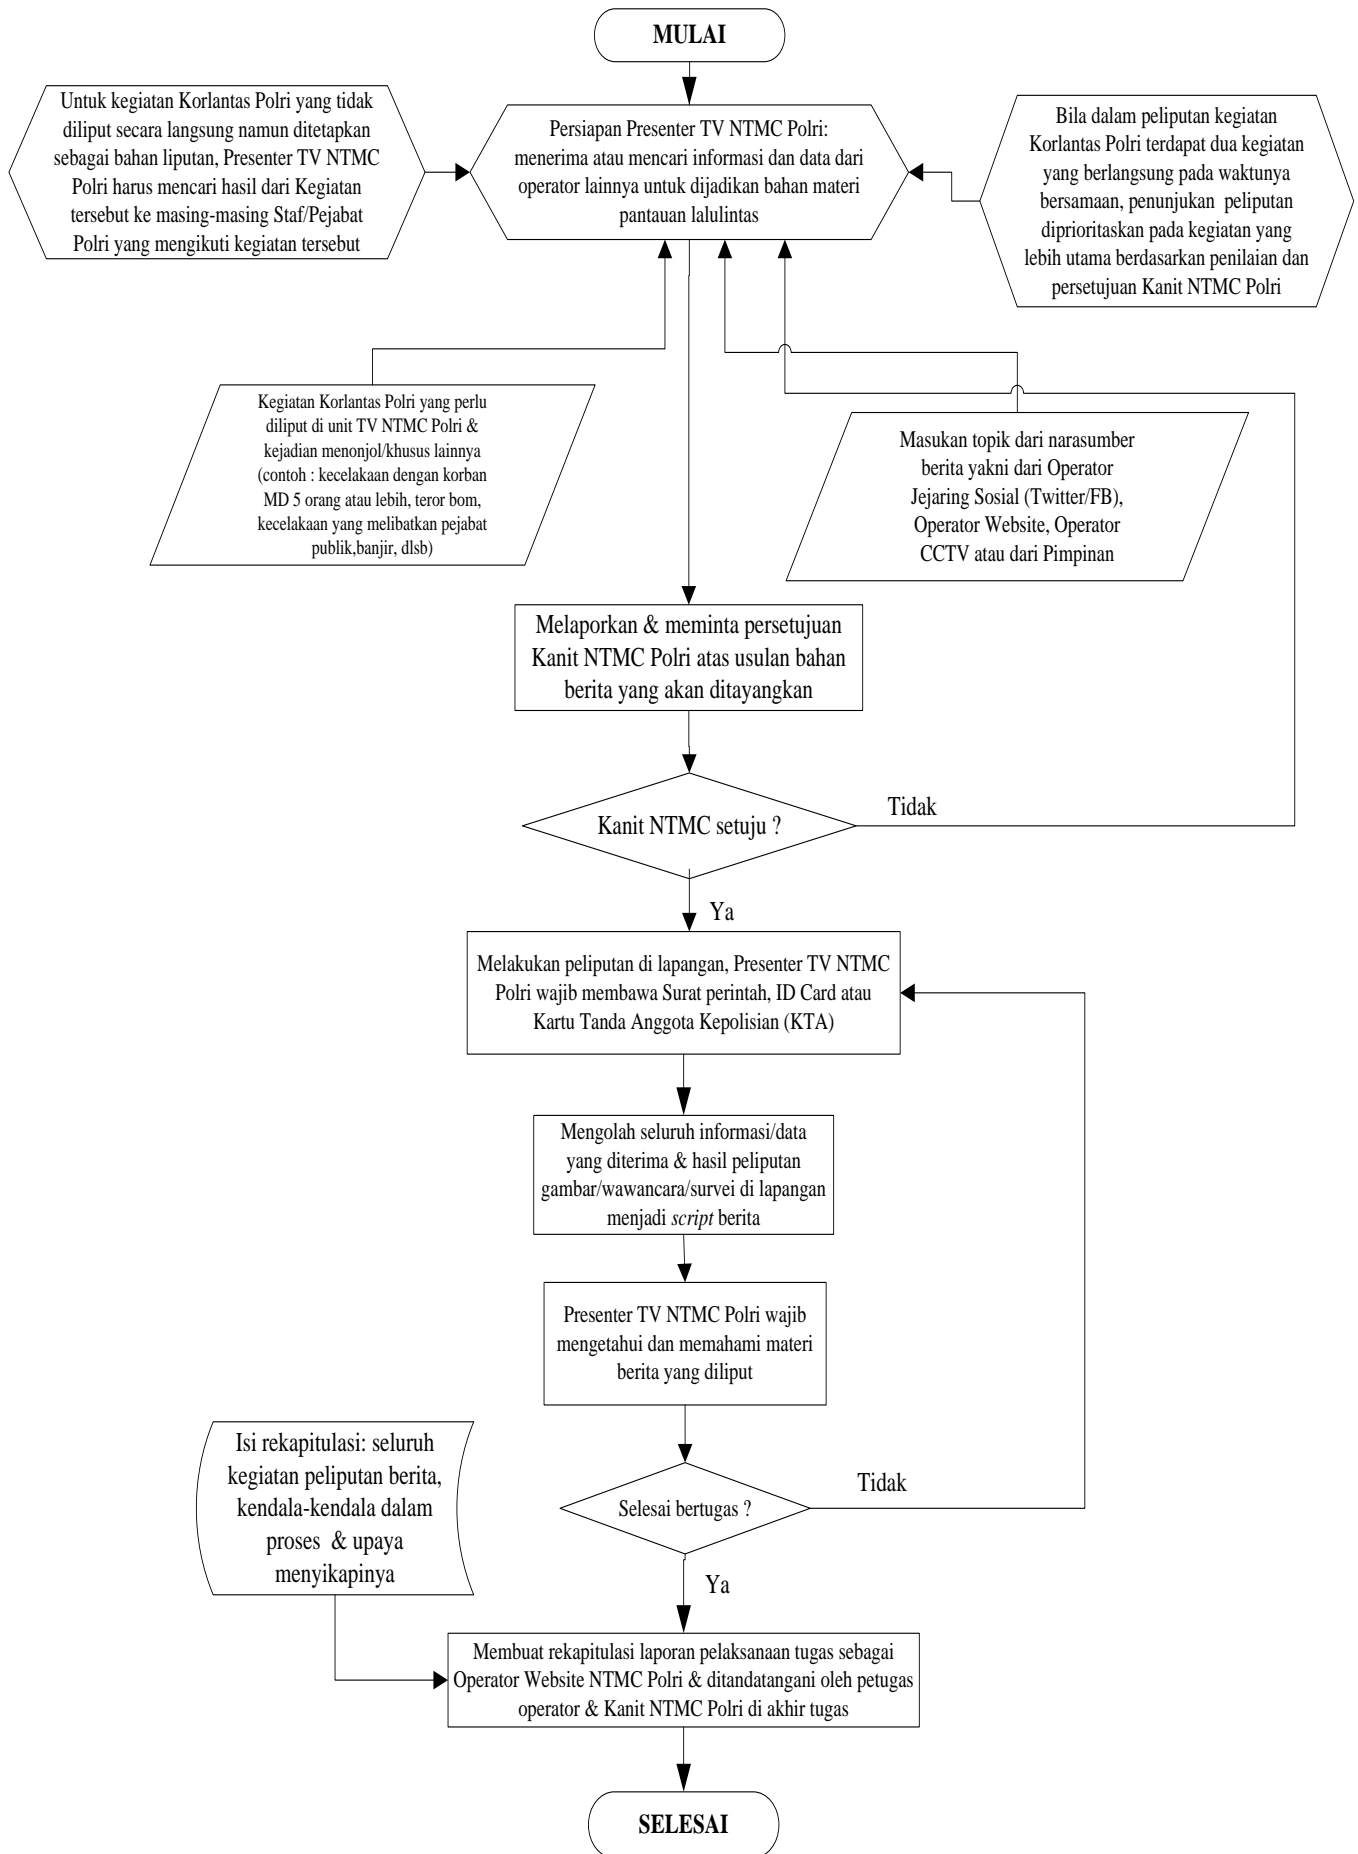 MULAI
Untuk kegiatan Korlantas Polri yang tidak
diliput secara langsung namun ditetapkan
sebagai bahan liputan, Presenter TV NTMC
Polri harus mencari hasil dari Kegiatan
tersebut ke masing-masing Staf/Pejabat
Polri yang mengikuti kegiatan tersebut
Persiapan Presenter TV NTMC Polri:
menerima atau mencari informasi dan data dari
operator lainnya untuk dijadikan bahan materi
pantauan lalulintas
Bila dalam peliputan kegiatan
Korlantas Polri terdapat dua kegiatan
yang berlangsung pada waktunya
bersamaan, penunjukan peliputan
diprioritaskan pada kegiatan yang
lebih utama berdasarkan penilaian dan
persetujuan Kanit NTMC Polri
Kegiatan Korlantas Polri yang perlu
diliput di unit TV NTMC Polri &
kejadian menonjol/khusus lainnya
(contoh : kecelakaan dengan korban
MD 5 orang atau lebih, teror bom,
kecelakaan yang melibatkan pejabat
publik,banjir, dlsb)
Masukan topik dari narasumber
berita yakni dari Operator
Jejaring Sosial (Twitter/FB),
Operator Website, Operator
CCTV atau dari Pimpinan
Melaporkan & meminta persetujuan
Kanit NTMC Polri atas usulan bahan
berita yang akan ditayangkan
Kanit NTMC setuju ?
Tidak
Ya
Melakukan peliputan di lapangan, Presenter TV NTMC
Polri wajib membawa Surat perintah, ID Card atau
Kartu Tanda Anggota Kepolisian (KTA)
Mengolah seluruh informasi/data
yang diterima & hasil peliputan
gambar/wawancara/survei di lapangan
menjadi script berita
Presenter TV NTMC Polri wajib
mengetahui dan memahami materi
berita yang diliput
Isi rekapitulasi: seluruh
kegiatan peliputan berita,
kendala-kendala dalam
proses & upaya
menyikapinya
Selesai bertugas ?
Tidak
Ya
Membuat rekapitulasi laporan pelaksanaan tugas sebagai
Operator Website NTMC Polri & ditandatangani oleh petugas
operator & Kanit NTMC Polri di akhir tugas
SELESAI